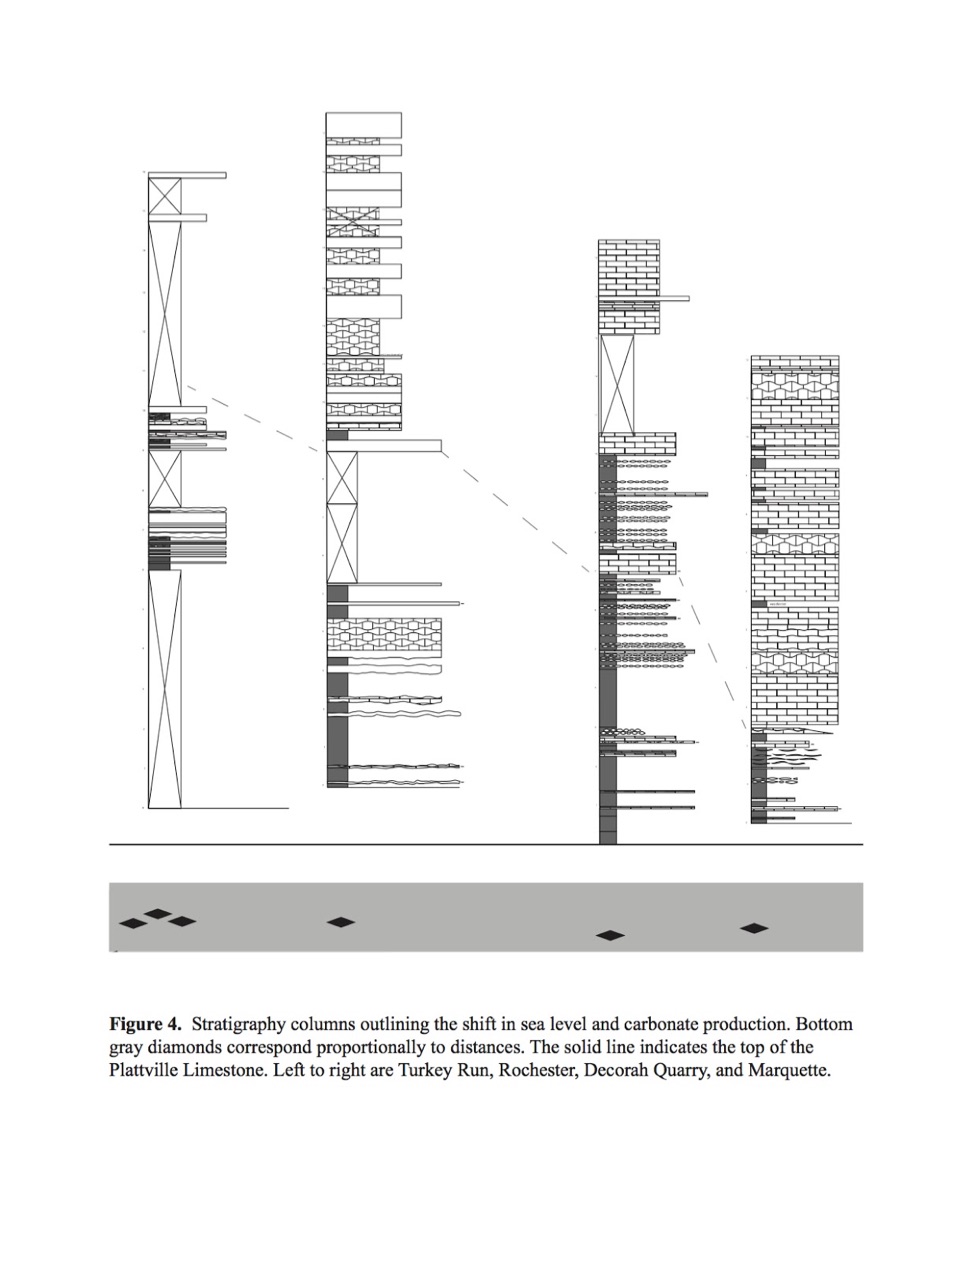 Figure 4. Stratigraphy columns outlining the shift in sea level and carbonate production. Bottom
gray diamonds correspond proportionally to distances. The solid line indicates the top of the
Plattville Limestone. Left to right are Turkey Run, Rochester, Decorah Quarry, and Marquette.